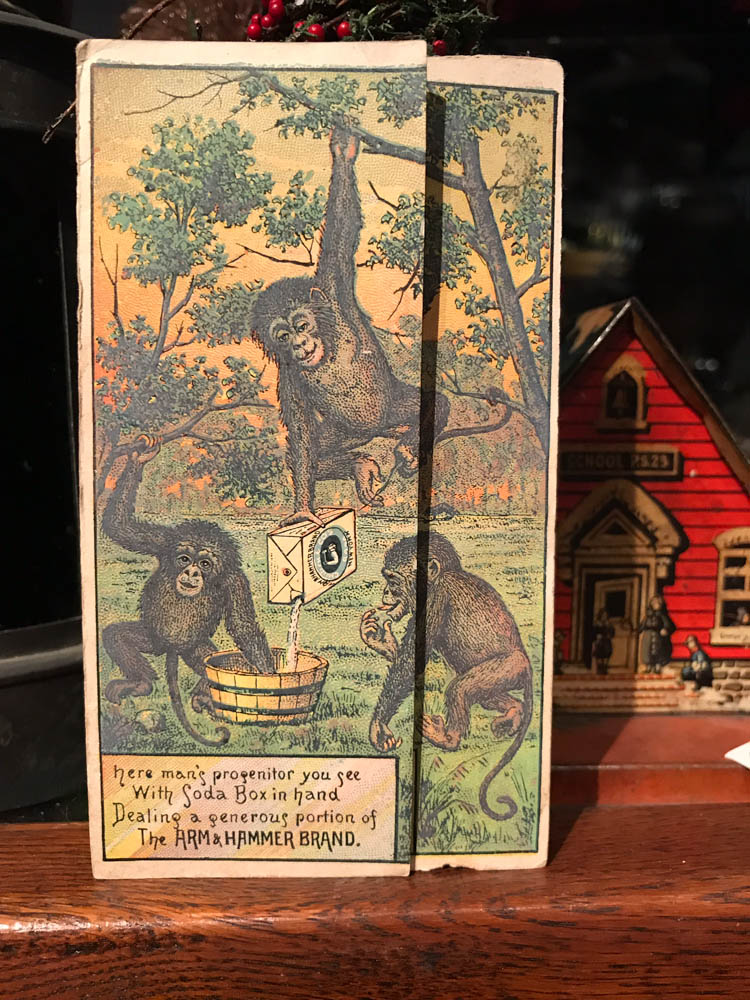 here man's progenitor you see
With Soda Box in hand
Dealing a generous portion of
The ARM & HAMMER BRAND.
SCHOOL P.S. 23